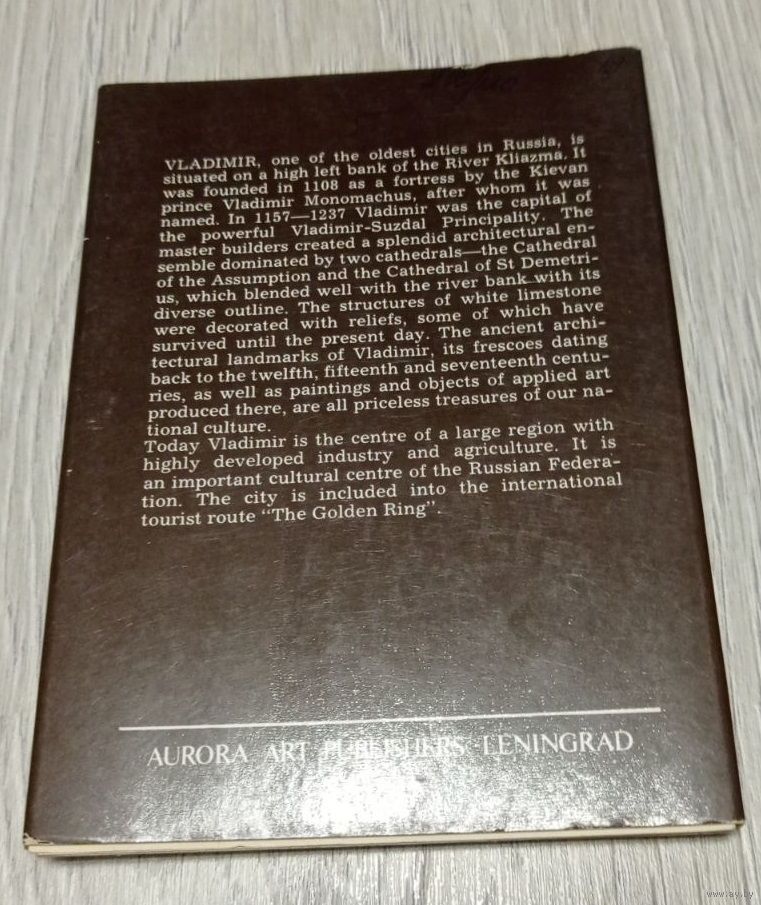 VLADIMIR, one of the oldest cities in Russia, is
situated on a high left bank of the River Kliazma. It
was founded in 1108 as a fortress by the Kievan
prince Vladimir Monomachus, after whom it was
named. In 1157—1237 Vladimir was the capital of
the powerful Vladimir-Suzdal Principality. The
master builders created a splendid architectural en-
semble dominated by two cathedrals—the Cathedral
of the Assumption and the Cathedral of St Demetri-
us, which blended well with the river bank with its
diverse outline. The structures of white limestone
were decorated with reliefs, some of which have
survived until the present day. The ancient archi-
tectural landmarks of Vladimir, its frescoes dating
back to the twelfth, fifteenth and seventeenth centu-
ries, as well as paintings and objects of applied art
produced there, are all priceless treasures of our na-
tional culture.
Today Vladimir is the centre of a large region with
highly developed industry and agriculture. It is
an important cultural centre of the Russian Federa-
tion. The city is included into the international
tourist route “The Golden Ring”.
AURORA ART PUBLISHERS·LENINGRAD
www.ay.by